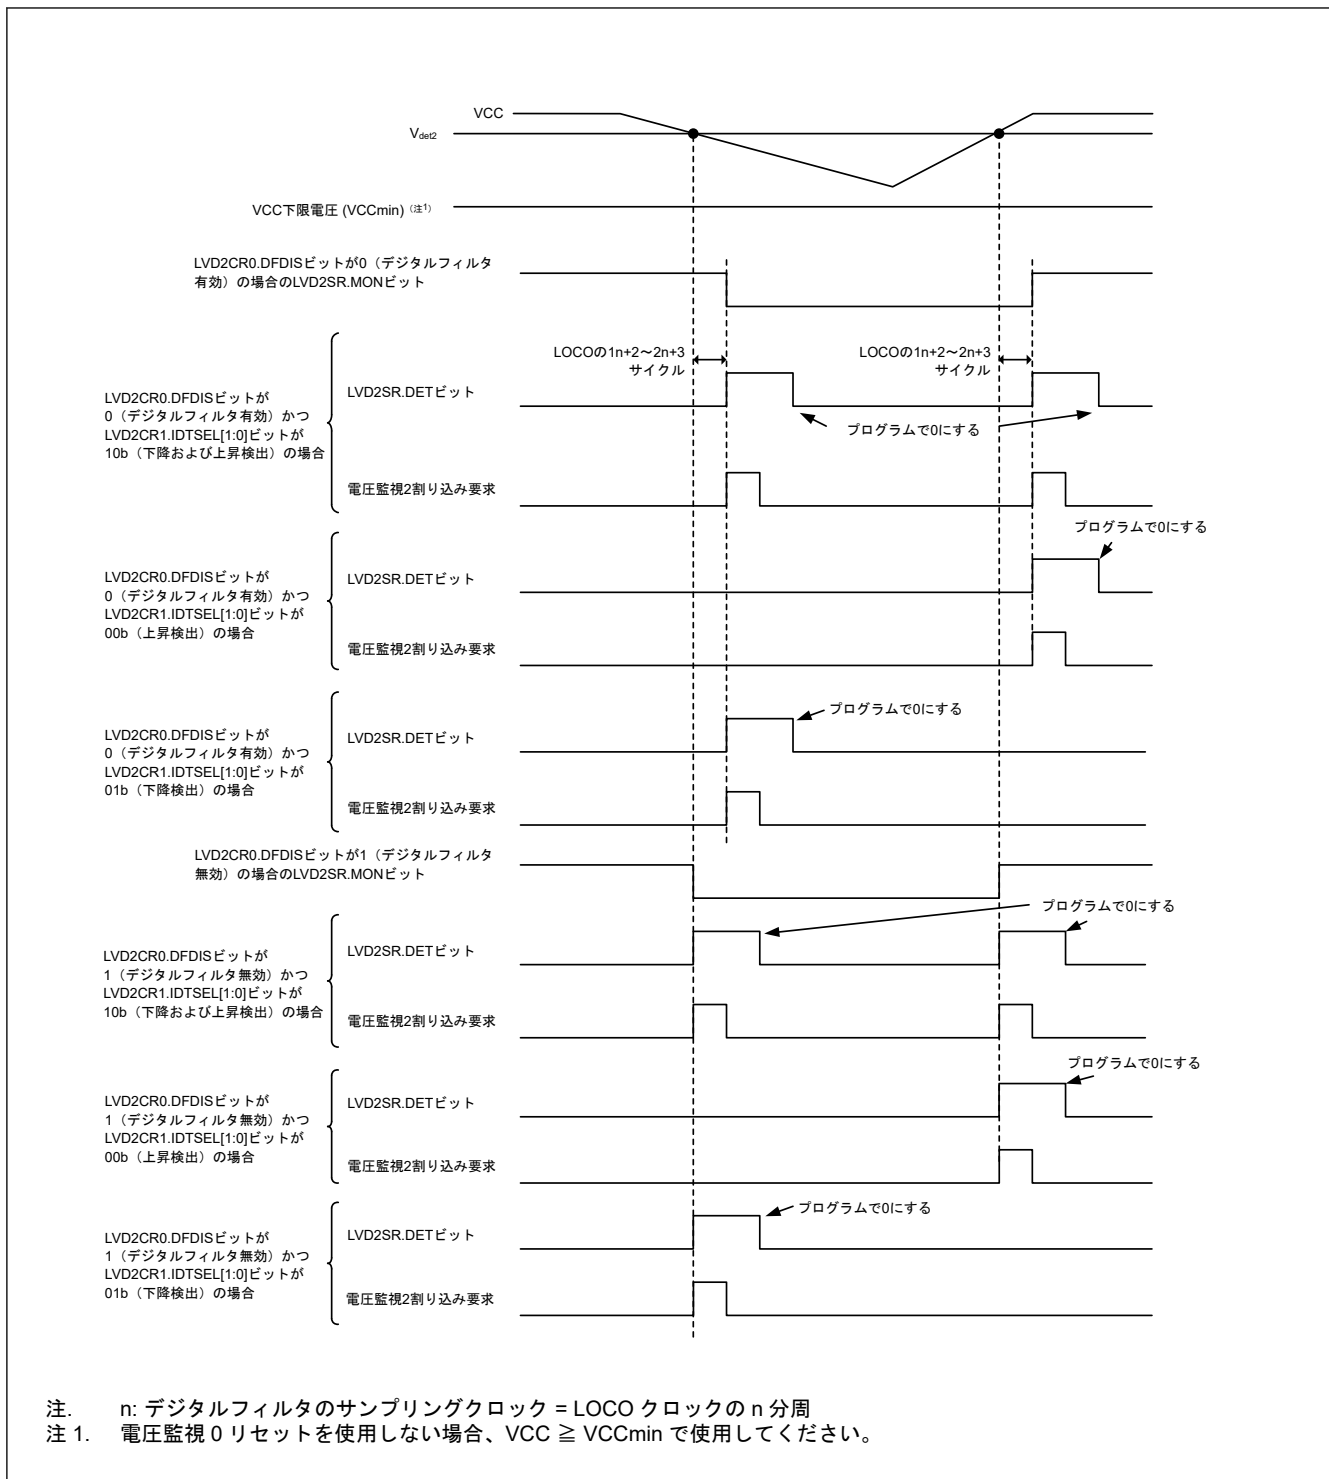 VCC
Vdet2
VCC下限電圧 (VCCmin) (注1)
LVD2CR0.DFDISビットが0（デジタルフィルタ
有効）の場合のLVD2SR.MONビット
LOCOの1n+2～2n+3
サイクル
LOCOの1n+2～2n+3
サイクル
LVD2CR0.DFDISビットが
0（デジタルフィルタ有効）かつ
LVD2CR1.IDTSEL[1:0]ビットが
10b（下降および上昇検出）の場合
LVD2SR.DETビット
プログラムで0にする
電圧監視2割り込み要求
プログラムで0にする
LVD2CR0.DFDISビットが
0（デジタルフィルタ有効）かつ
LVD2CR1.IDTSEL[1:0]ビットが
00b（上昇検出）の場合
LVD2SR.DETビット
電圧監視2割り込み要求
LVD2CR0.DFDISビットが
0（デジタルフィルタ有効）かつ
LVD2CR1.IDTSEL[1:0]ビットが
01b（下降検出）の場合
LVD2SR.DETビット
プログラムで0にする
電圧監視2割り込み要求
LVD2CR0.DFDISビットが1（デジタルフィルタ
無効）の場合のLVD2SR.MONビット
プログラムで0にする
LVD2CR0.DFDISビットが
1（デジタルフィルタ無効）かつ
LVD2CR1.IDTSEL[1:0]ビットが
10b（下降および上昇検出）の場合
LVD2SR.DETビット
電圧監視2割り込み要求
プログラムで0にする
LVD2CR0.DFDISビットが
1（デジタルフィルタ無効）かつ
LVD2CR1.IDTSEL[1:0]ビットが
00b（上昇検出）の場合
LVD2SR.DETビット
電圧監視2割り込み要求
プログラムで0にする
LVD2CR0.DFDISビットが
1（デジタルフィルタ無効）かつ
LVD2CR1.IDTSEL[1:0]ビットが
01b（下降検出）の場合
LVD2SR.DETビット
電圧監視2割り込み要求
注. n: デジタルフィルタのサンプリングクロック = LOCO クロックの n 分周
注 1. 電圧監視 0 リセットを使用しない場合、VCC ≧ VCCmin で使用してください。